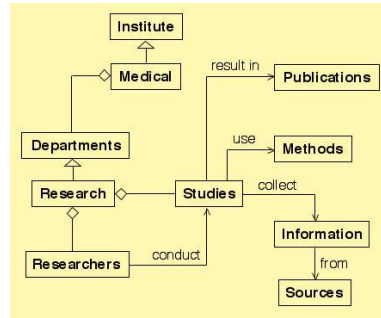 Institute
Medical
result in
Publications
Departments
use
Methods
Research
Studies
collect
Information
Researchers
conduct
from
Sources